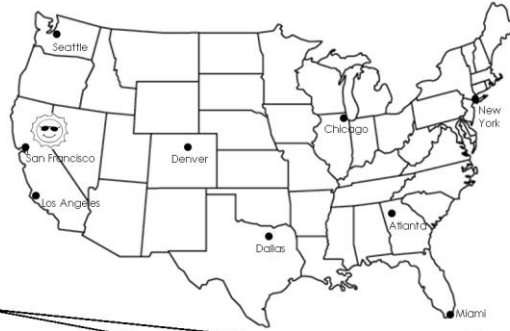 Seattle
New
York
Chicago
San Francisco
Denver
Los Angeles
Atlanta
Dallas
Miami